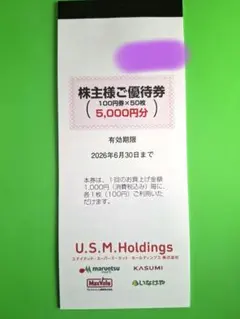 株主様ご優待券
(100円券×50枚)
5,000円分
有効期限
2026年6月30日まで
本券は、1回のお買上げ金額
1,000円(消費税込み)毎に、
各1枚(100円)ご利用いた
だけます。
U.S.M.Holdings
ユナイテッド・スーパーマーケット・ホールディングス株式会社
maruetsu
KASUMI
MaxValu
いなげや